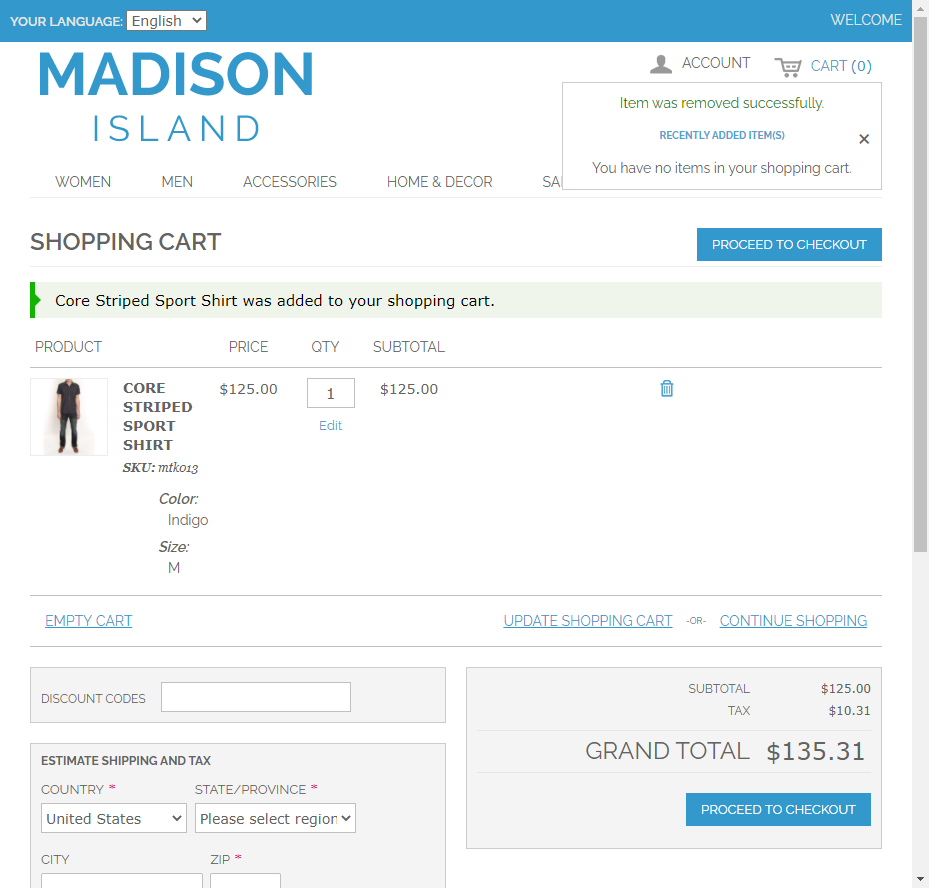 YOUR LANGUAGE: English
WELCOME
MADISON
ISLAND
ACCOUNT
CART (0)
Item was removed successfully.
RECENTLY ADDED ITEM(S)
×
You have no items in your shopping cart.
WOMEN MEN ACCESSORIES HOME & DECOR
SHOPPING CART
PROCEED TO CHECKOUT
Core Striped Sport Shirt was added to your shopping cart.
PRODUCT PRICE QTY SUBTOTAL
CORE
STRIPED
SPORT
SHIRT
SKU: mtk013
Color:
Indigo
Size:
M
$125.00
1
Edit
$125.00
EMPTY CART
UPDATE SHOPPING CART -OR- CONTINUE SHOPPING
DISCOUNT CODES
ESTIMATE SHIPPING AND TAX
COUNTRY * STATE/PROVINCE *
United States Please select region
CITY ZIP *
SUBTOTAL $125.00
TAX $10.31
GRAND TOTAL $135.31
PROCEED TO CHECKOUT